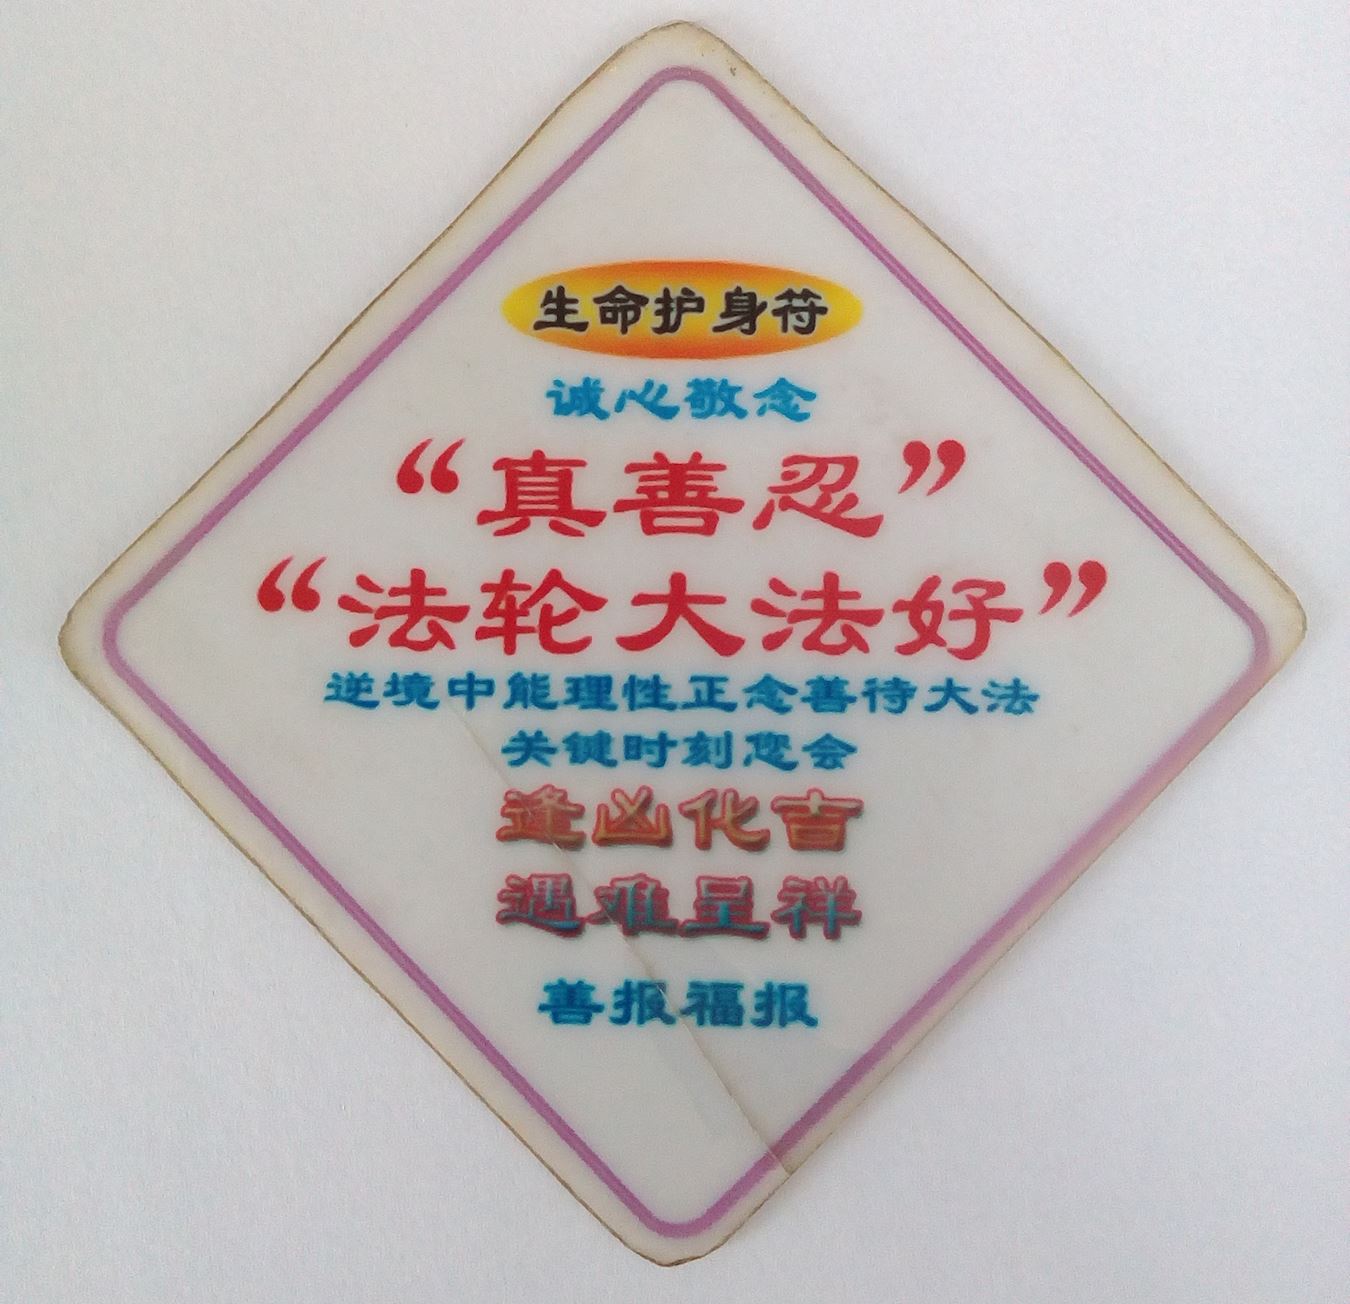 生命护身符
诚心敬念
“真善忍”
“法轮大法好”
逆境中能理性正念善待大法
关键时刻您会
逢凶化吉
遇难呈祥
善报福报